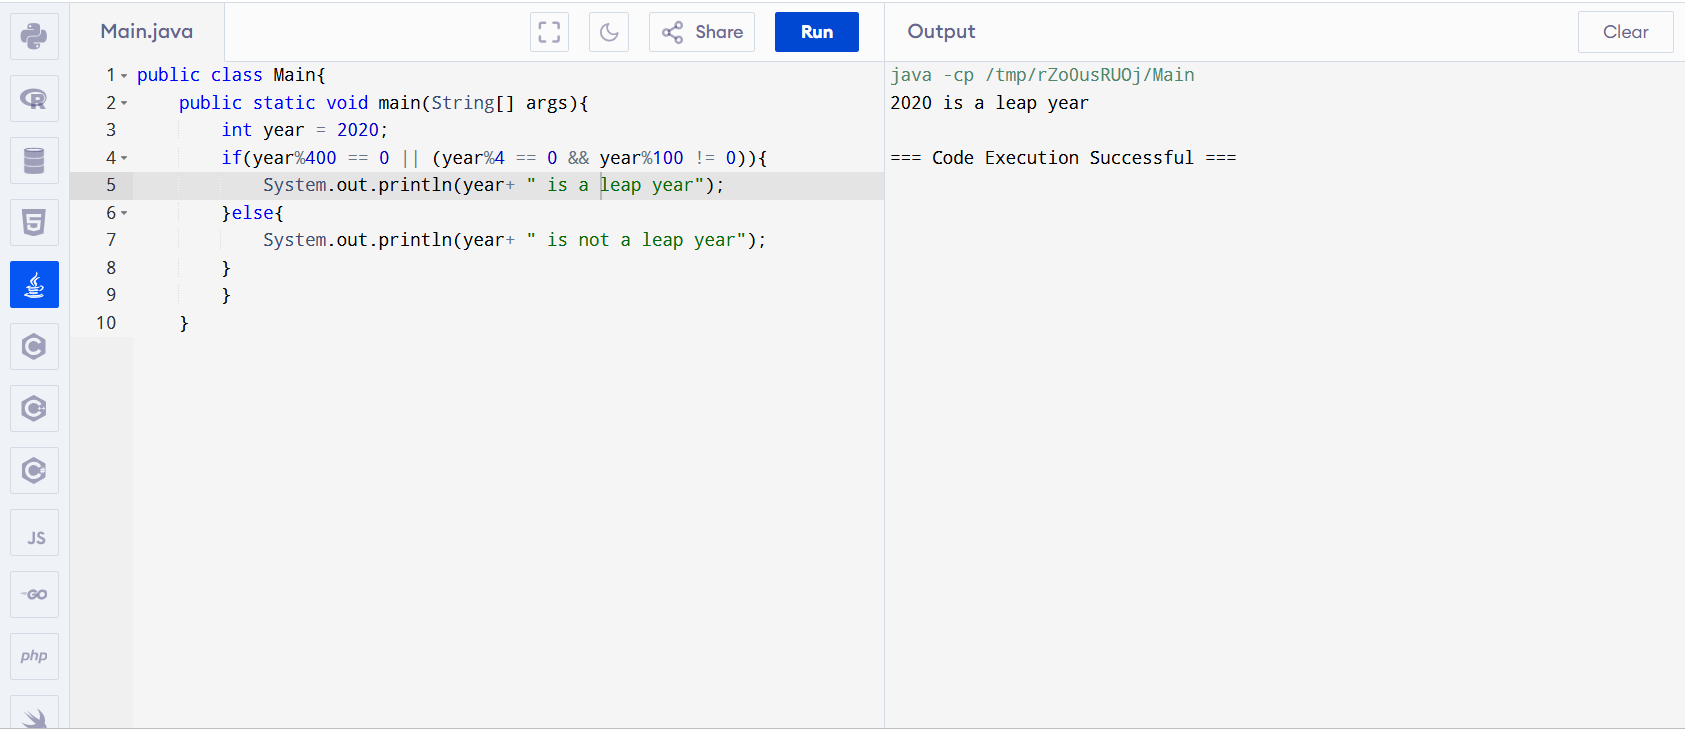 Main.java
Share
Run
Output
Clear
1 public class Main{
2     public static void main(String[] args){
3         int year = 2020;
4         if(year%400 == 0 || (year%4 == 0 && year%100 != 0)){
5             System.out.println(year+ " is a leap year");
6         }else{
7             System.out.println(year+ " is not a leap year");
8         }
9         }
10     }
java -cp /tmp/rZoOusRUOj/Main
2020 is a leap year
=== Code Execution Successful ===
R
5
C
C++
C#
JS
GO
php